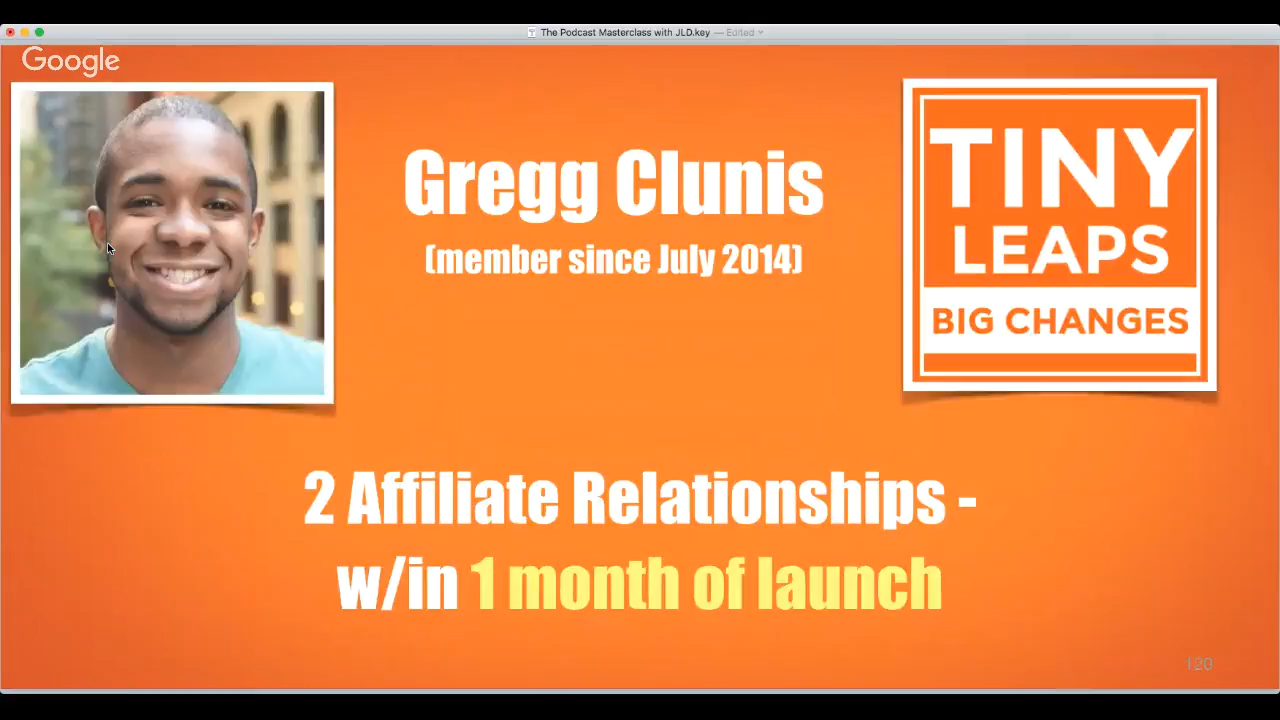 The Podcast Masterclass with JLD.key — Edited
Google
Gregg Clunis
(member since July 2014)
TINY
LEAPS
BIG CHANGES
2 Affiliate Relationships -
w/in 1 month of launch
120